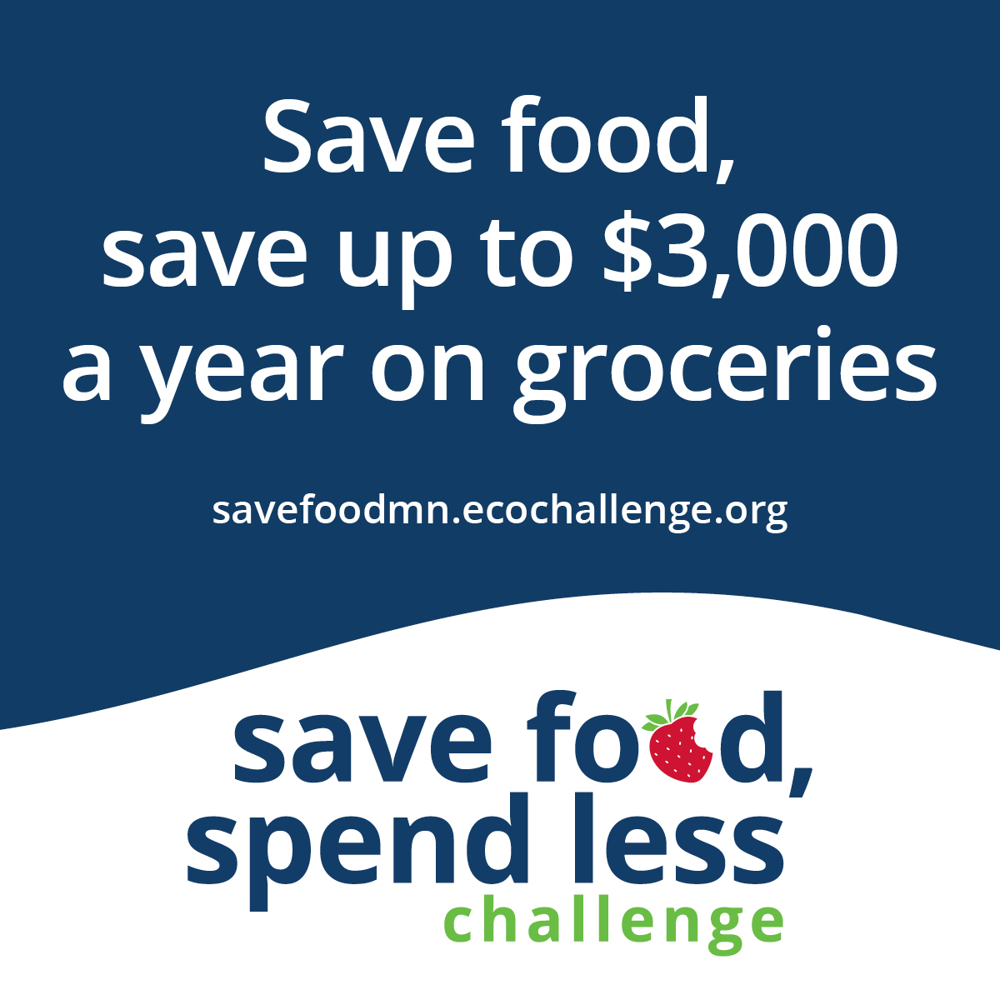 Save food,
save up to $3,000
a year on groceries
savefoodmn.ecochallenge.org
save food,
spend less
challenge